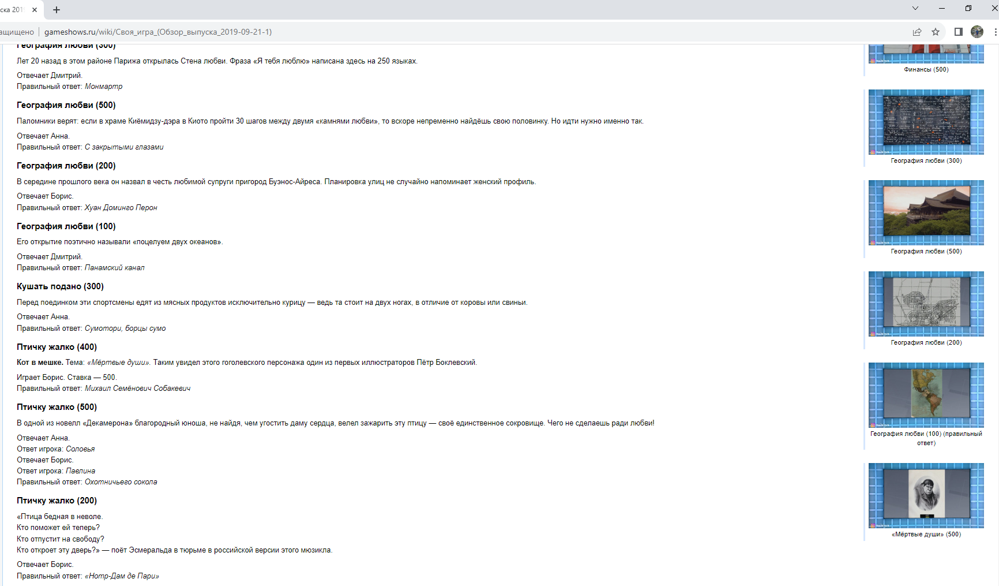 ска 201
ащищено
gameshows.ru/wiki/Своя_игра_(Обзор_выпуска_2019-09-21-1)
География любви (300)
Лет 20 назад в этом районе Парижа открылась Стена любви. Фраза «Я тебя люблю» написана здесь на 250 языках.
Отвечает Дмитрий.
Правильный ответ: Монмартр
География любви (500)
Паломники верят: если в храме Киёмидзу-дэра в Киото пройти 30 шагов между двумя «камнями любви», то вскоре непременно найдёшь свою половинку. Но идти нужно именно так.
Отвечает Анна.
Правильный ответ: С закрытыми глазами
География любви (200)
В середине прошлого века он назвал в честь любимой супруги пригород Буэнос-Айреса. Планировка улиц не случайно напоминает женский профиль.
Отвечает Борис.
Правильный ответ: Хуан Доминго Перон
География любви (100)
Его открытие поэтично называли «поцелуем двух океанов».
Отвечает Дмитрий.
Правильный ответ: Панамский канал
Кушать подано (300)
Перед поединком эти спортсмены едят из мясных продуктов исключительно курицу — ведь та стоит на двух ногах, в отличие от коровы или свиньи.
Отвечает Анна.
Правильный ответ: Сумотори, борцы сумо
Птичку жалко (400)
Кот в мешке. Тема: «Мёртвые души». Таким увидел этого гоголевского персонажа один из первых иллюстраторов Пётр Боклевский.
Играет Борис. Ставка — 500.
Правильный ответ: Михаил Семёнович Собакевич
Птичку жалко (500)
В одной из новелл «Декамерона» благородный юноша, не найдя, чем угостить даму сердца, велел зажарить эту птицу — своё единственное сокровище. Чего не сделаешь ради любви!
Отвечает Анна.
Ответ игрока: Соловья
Отвечает Борис.
Ответ игрока: Павлина
Правильный ответ: Охотничьего сокола
Птичку жалко (200)
«Птица бедная в неволе.
Кто поможет ей теперь?
Кто отпустит на свободу?
Кто откроет эту дверь?» — поёт Эсмеральда в тюрьме в российской версии этого мюзикла.
Отвечает Борис.
Правильный ответ: «Нотр-Дам де Пари»
Финансы (500)
География любви (300)
География любви (500)
География любви (200)
География любви (100) (правильный
ответ)
«Мёртвые души» (500)